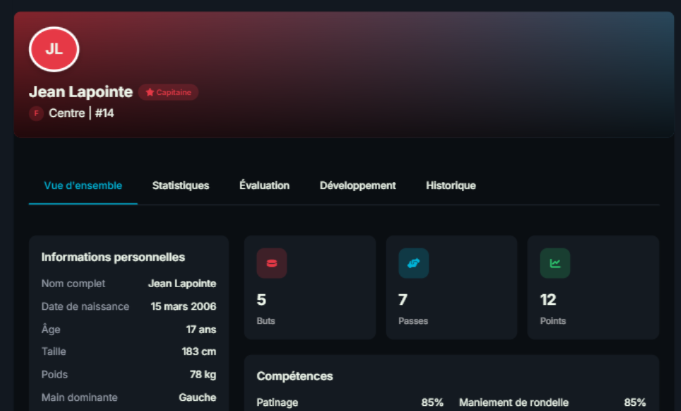 JL
Jean Lapointe Capitaine
F Centre | #14
Vue d'ensemble Statistiques Évaluation Développement Historique
Informations personnelles
Nom complet Jean Lapointe
Date de naissance 15 mars 2006
Âge 17 ans
Taille 183 cm
Poids 78 kg
Main dominante Gauche
5
Buts
7
Passes
12
Points
Compétences
Patinage 85% Maniement de rondelle 85%